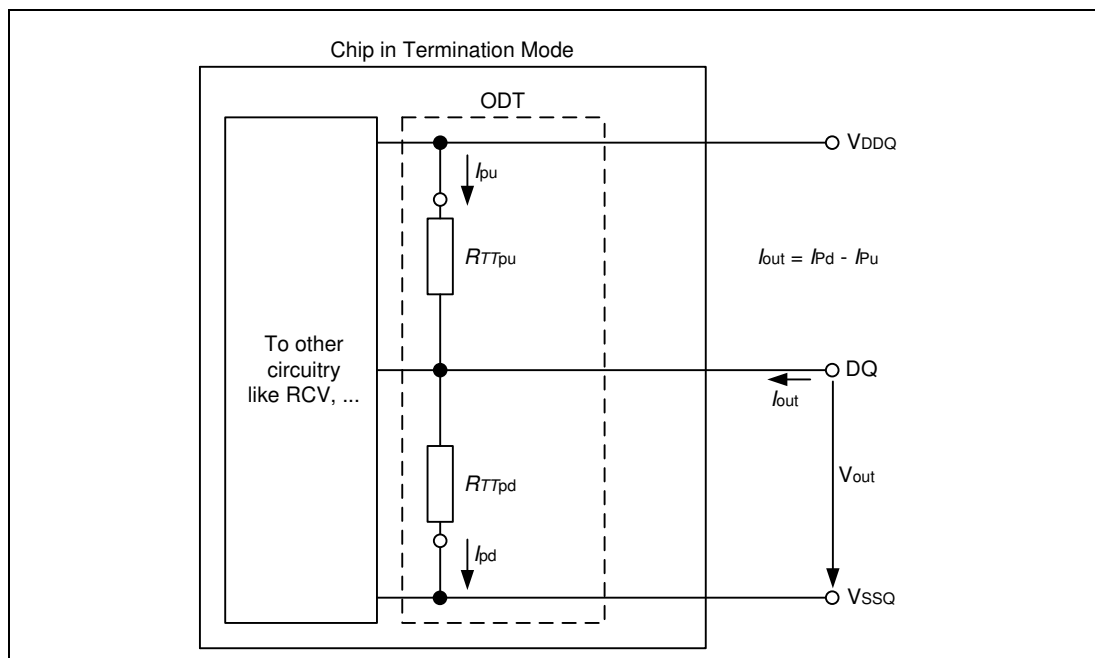 Chip in Termination Mode
ODT
VDDQ
Ipu
RTTpu
Iout = IPd - IPu
To other
circuitry
like RCV, ...
DQ
Iout
RTTpd
Vout
Ipd
VSSQ